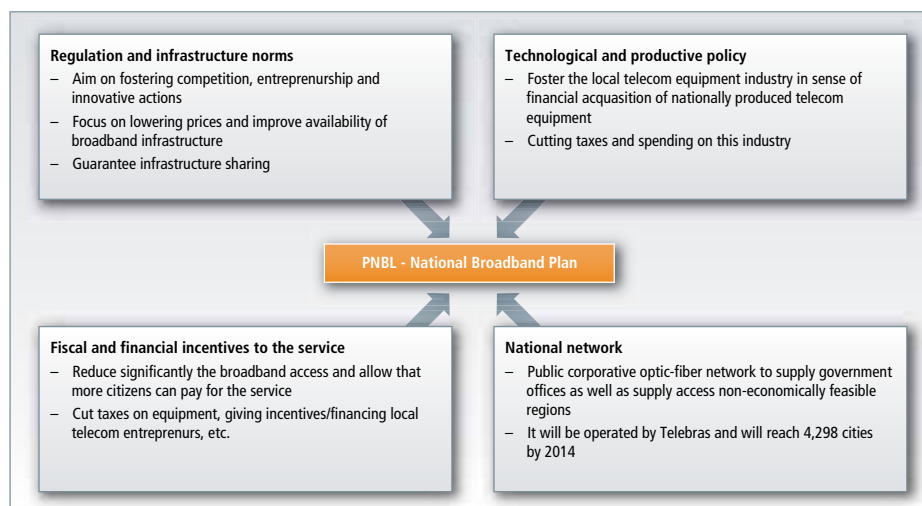 Regulation and infrastructure norms
– Aim on fostering competition, entreprenurship and
innovative actions
– Focus on lowering prices and improve availability of
broadband infrastructure
– Guarantee infrastructure sharing
Technological and productive policy
– Foster the local telecom equipment industry in sense of
financial acquasition of nationally produced telecom
equipment
– Cutting taxes and spending on this industry
PNBL - National Broadband Plan
Fiscal and financial incentives to the service
– Reduce significantly the broadband access and allow that
more citizens can pay for the service
– Cut taxes on equipment, giving incentives/financing local
telecom entreprenurs, etc.
National network
– Public corporative optic-fiber network to supply government
offices as well as supply access non-economically feasible
regions
– It will be operated by Telebras and will reach 4,298 cities
by 2014